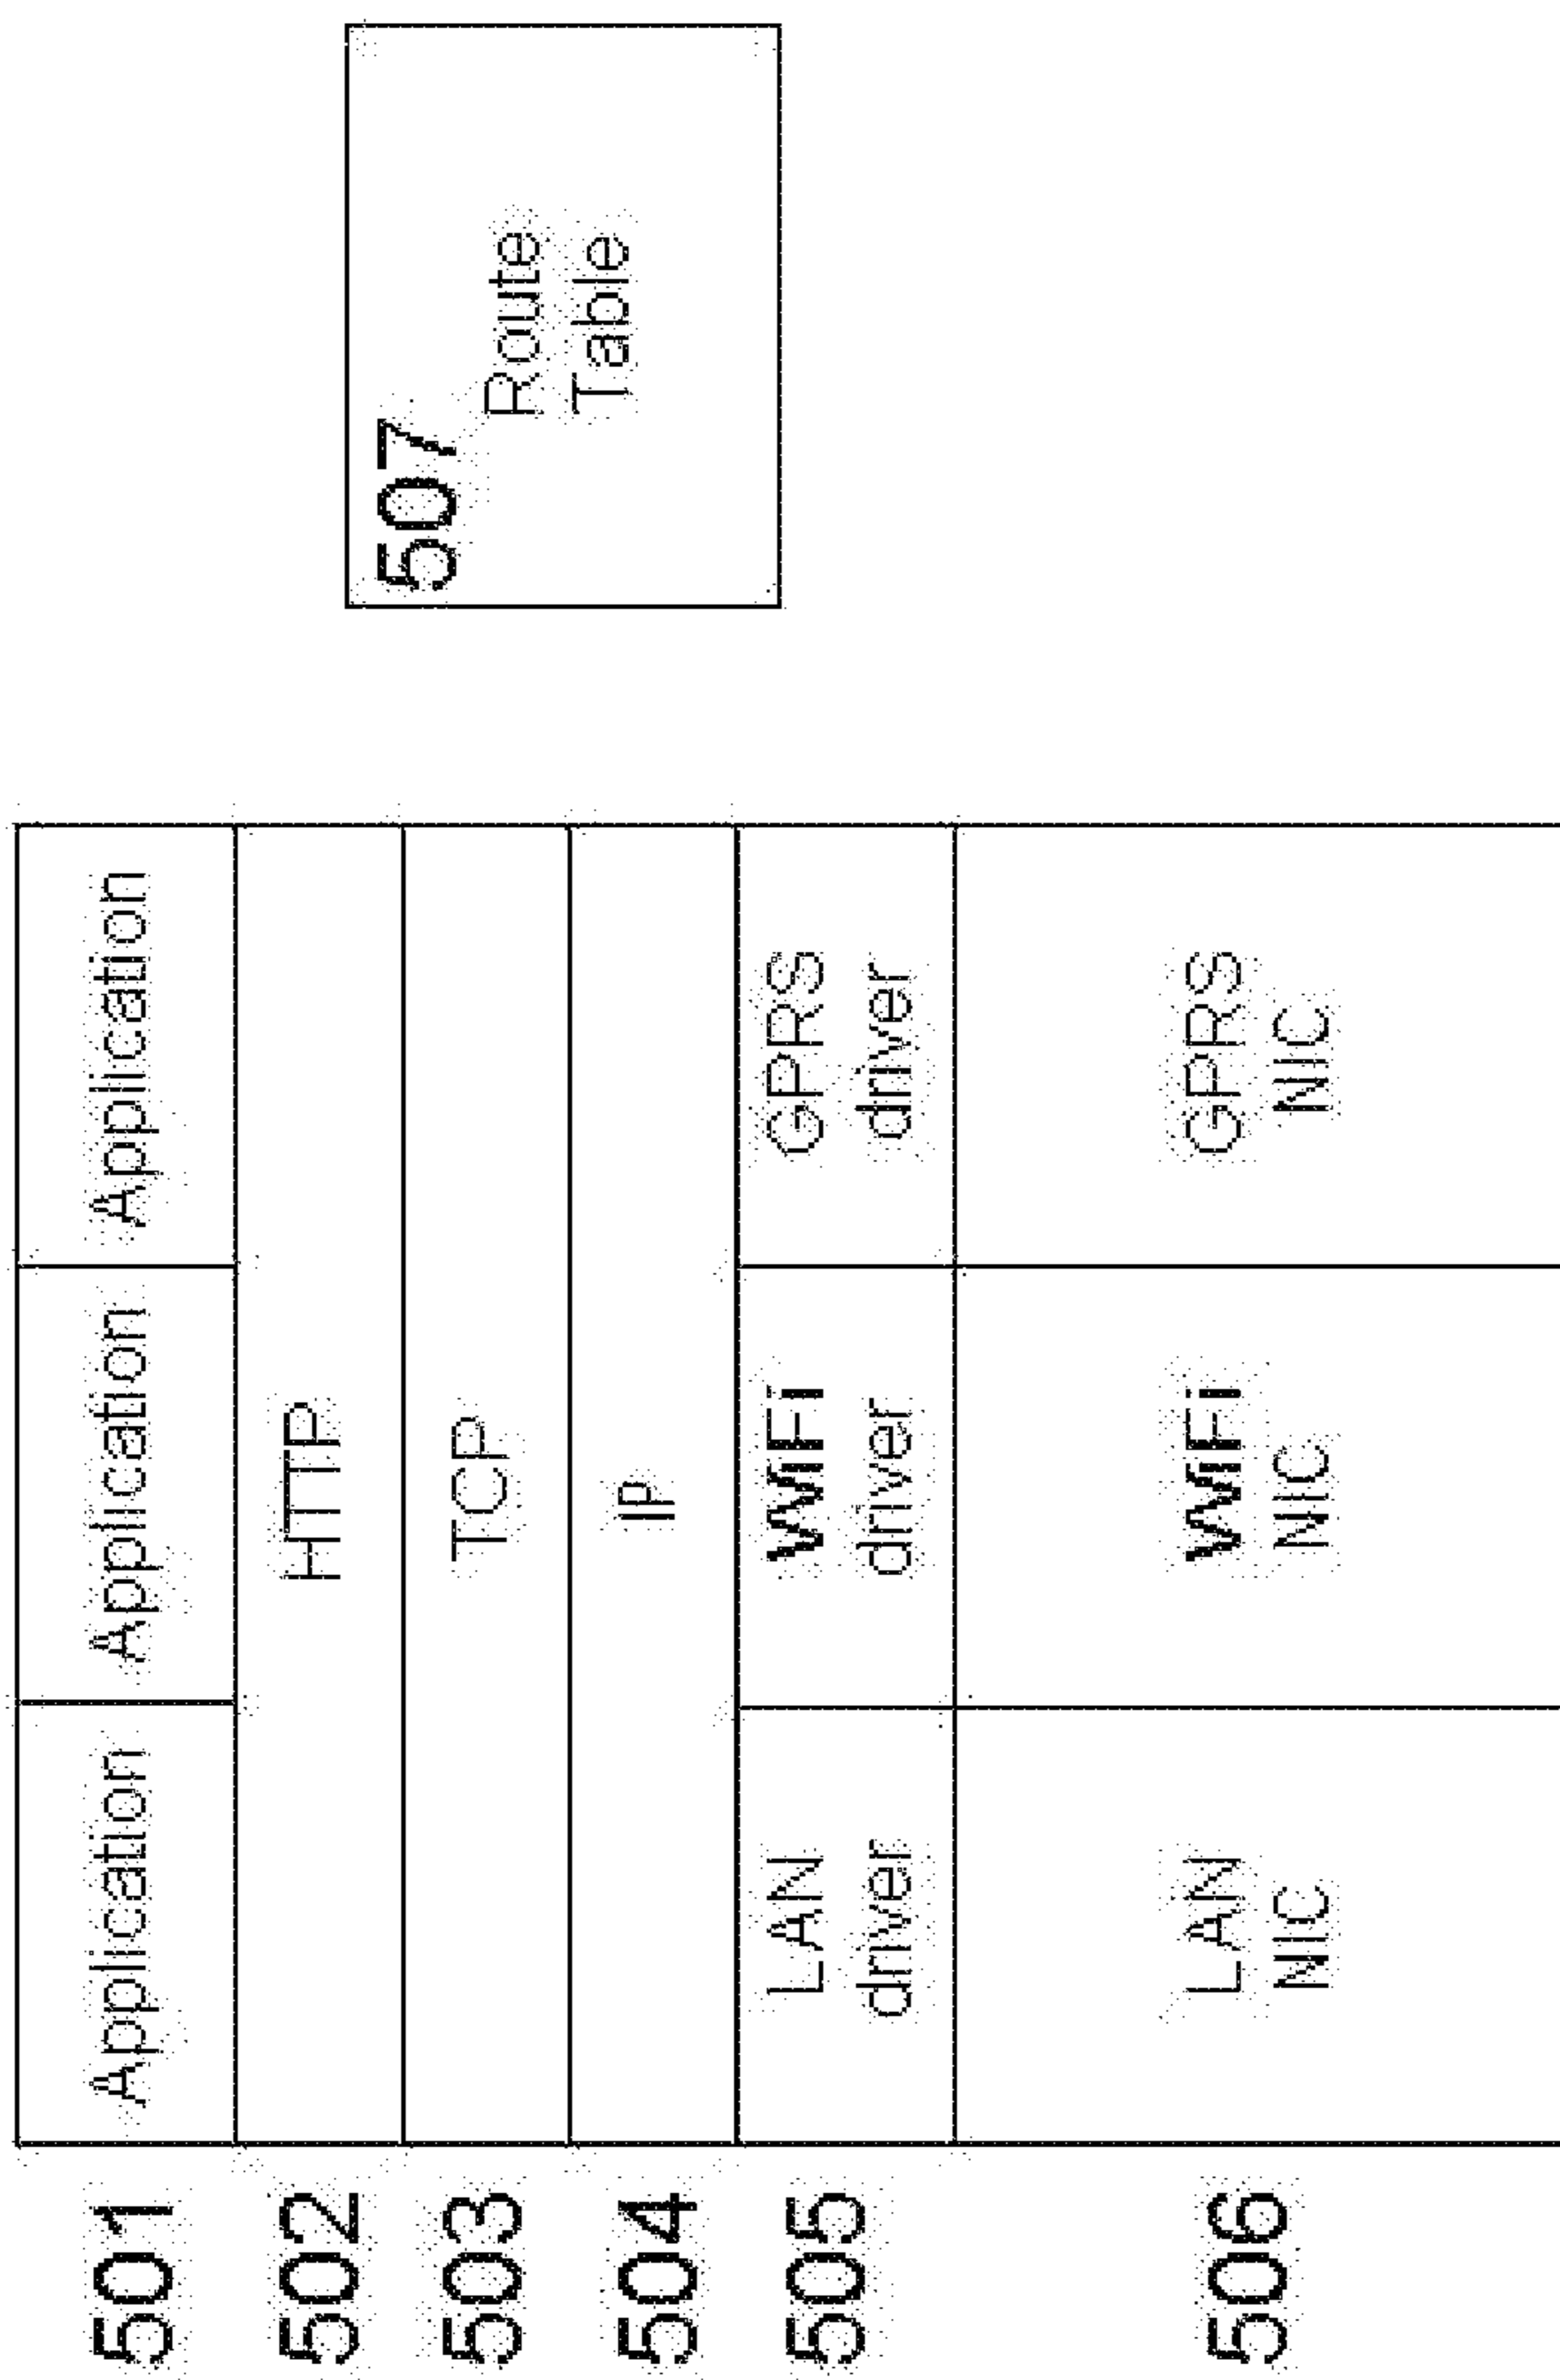 501
Application
Application
Application
502
HTTP
503
TCP
504
IP
505
LAN
driver
WiFi
driver
GPRS
driver
506
LAN
NIC
WiFi
NIC
GPRS
NIC
507
Route
Table